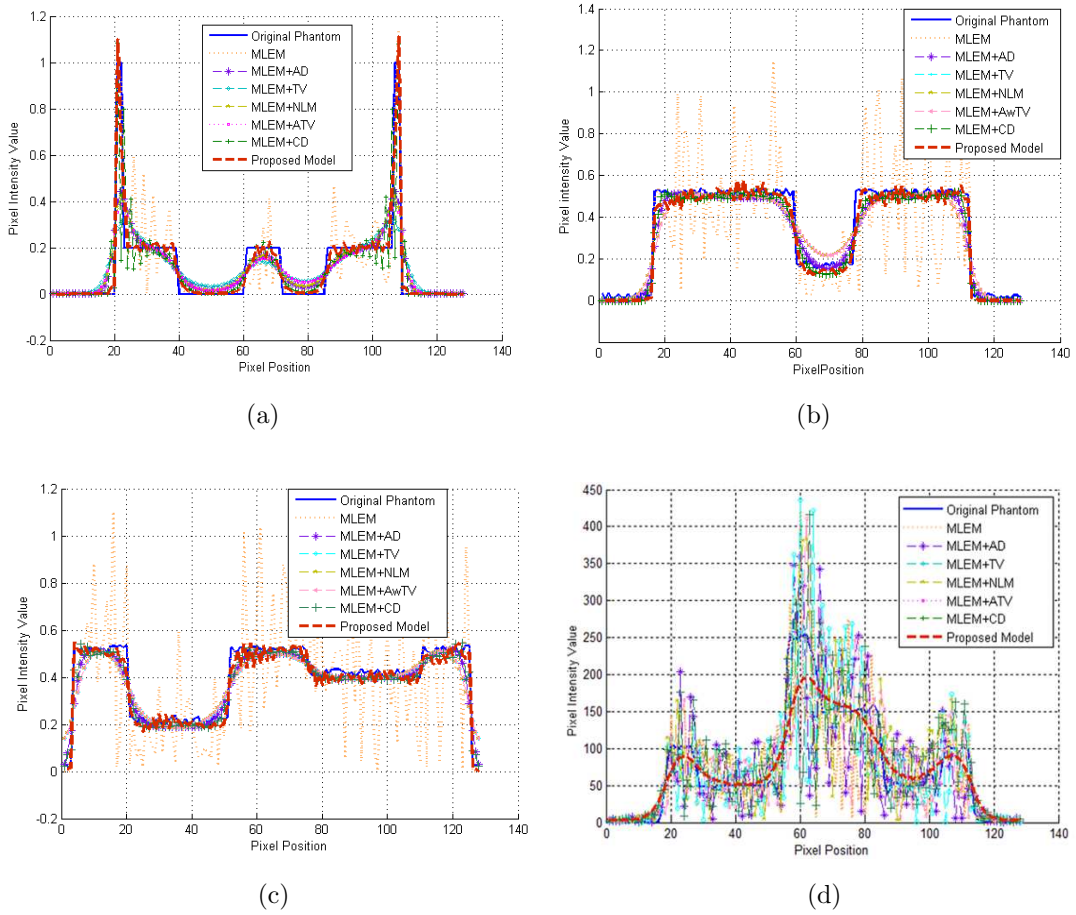 1.2
1
0.8
0.6
0.4
0.2
0
-0.2
0 20 40 60 80 100 120 140
Pixel Intensity Value
Pixel Position
Original Phantom
MLEM
MLEM+AD
MLEM+TV
MLEM+NLM
MLEM+ATV
MLEM+CD
Proposed Model
(a)
1.4
1.2
1
0.8
0.6
0.4
0.2
0
0 20 40 60 80 100 120 140
Pixel intensity Value
PixelPosition
Original Phantom
MLEM
MLEM+AD
MLEM+TV
MLEM+NLM
MLEM+AwTV
MLEM+CD
Proposed Model
(b)
1.2
1
0.8
0.6
0.4
0.2
0
-0.2
0 20 40 60 80 100 120 140
Pixel Intensity Value
Pixel Position
Original Phantom
MLEM
MLEM+AD
MLEM+TV
MLEM+NLM
MLEM+AwTV
MLEM+CD
Proposed Model
(c)
450
400
350
300
250
200
150
100
50
0
0 20 40 60 80 100 120 140
Pixel Intensity Value
Pixel Position
Original Phantom
MLEM
MLEM+AD
MLEM+TV
MLEM+NLM
MLEM+ATV
MLEM+CD
Proposed Model
(d)